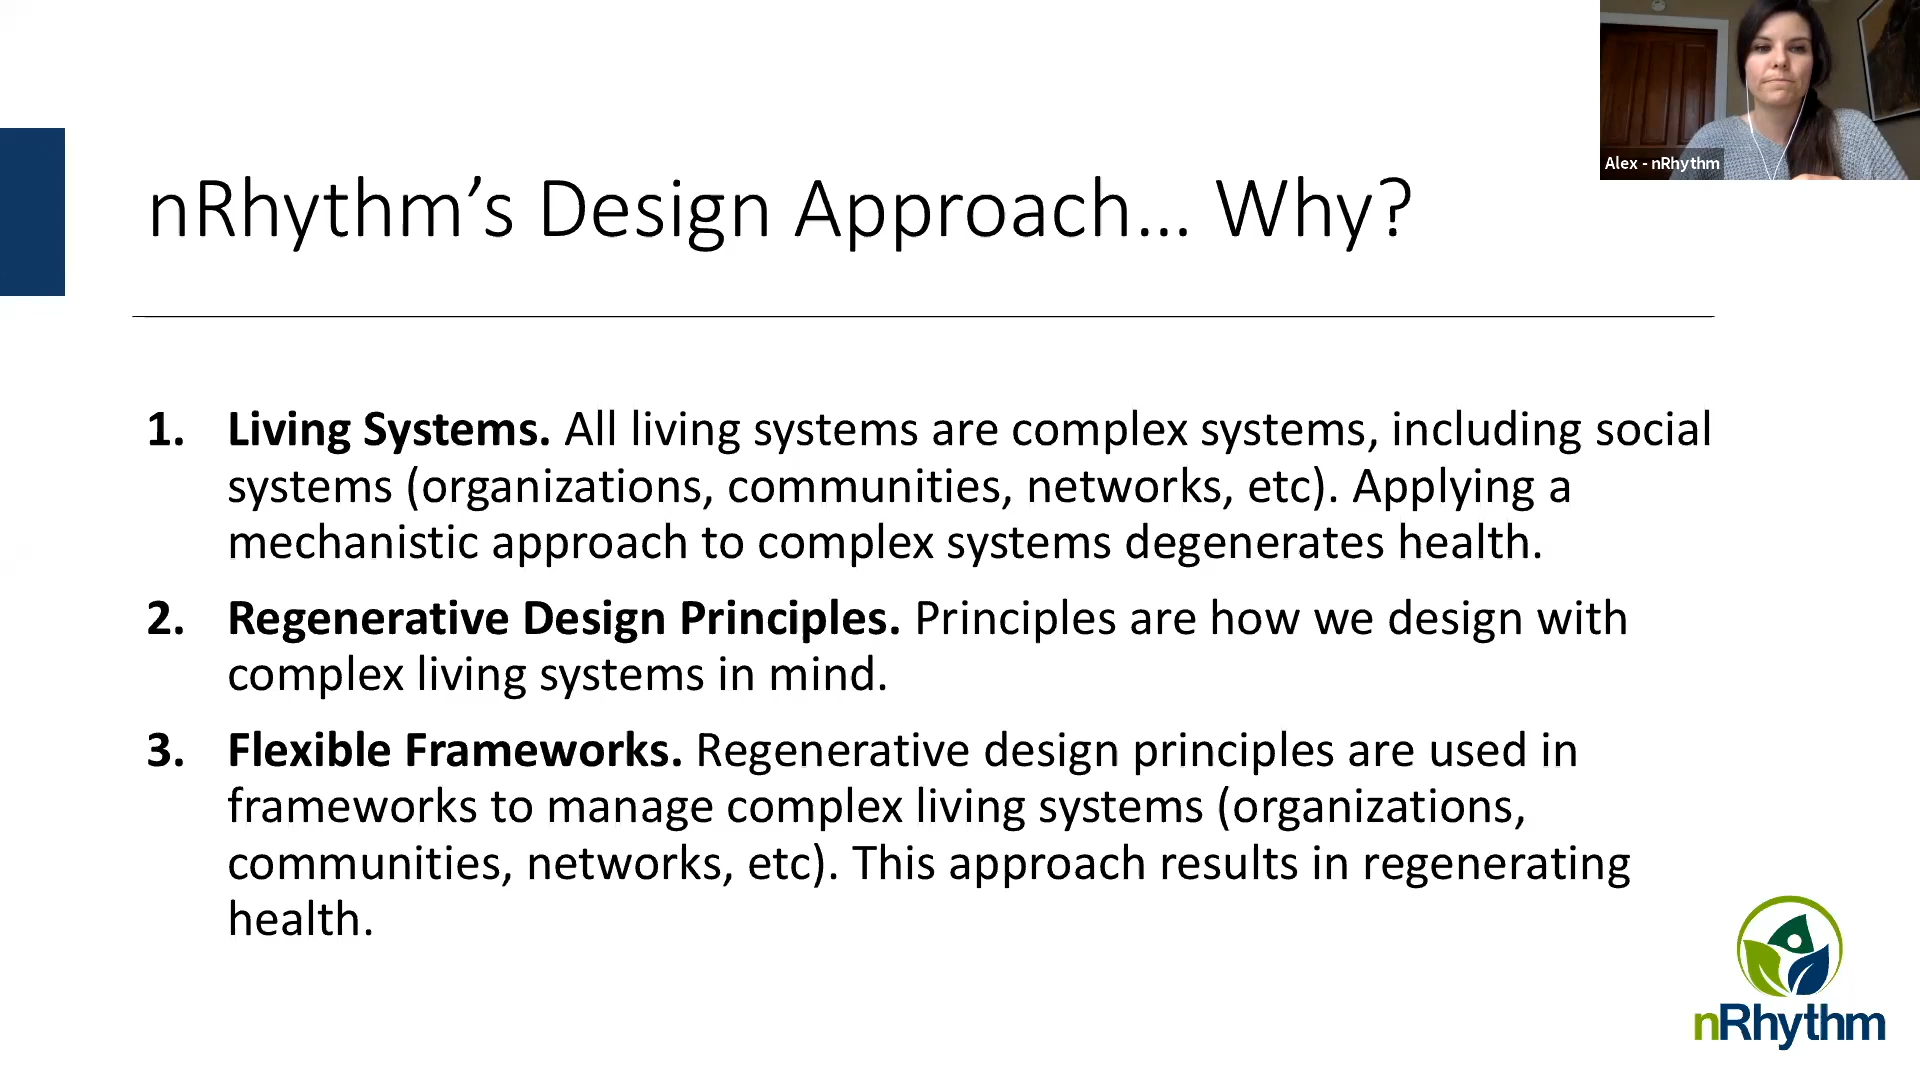 Alex - nRhythm
nRhythm’s Design Approach... Why?
1. Living Systems. All living systems are complex systems, including social
systems (organizations, communities, networks, etc). Applying a
mechanistic approach to complex systems degenerates health.
2. Regenerative Design Principles. Principles are how we design with
complex living systems in mind.
3. Flexible Frameworks. Regenerative design principles are used in
frameworks to manage complex living systems (organizations,
communities, networks, etc). This approach results in regenerating
health.
nRhythm